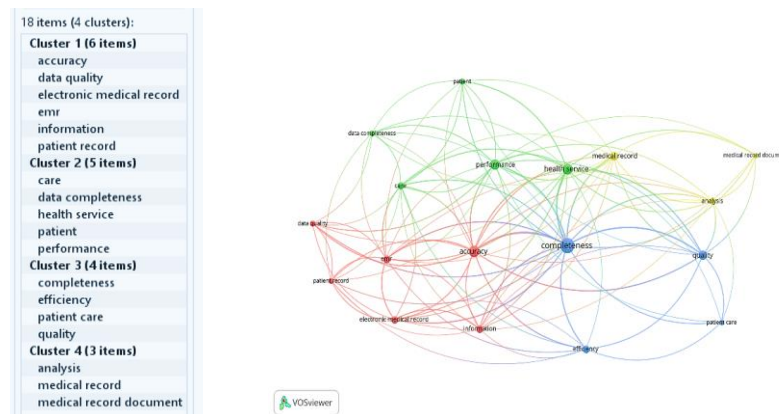 18 items (4 clusters):
Cluster 1 (6 items)
accuracy
data quality
electronic medical record
emr
information
patient record
Cluster 2 (5 items)
care
data completeness
health service
patient
performance
Cluster 3 (4 items)
completeness
efficiency
patient care
quality
Cluster 4 (3 items)
analysis
medical record
medical record document
patient
data completeness
performance
health service
medical record
medical record docum
care
analysis
data quality
accuracy
completeness
quality
emr
patient record
electronic medical record
information
patient care
efficiency
VOSviewer